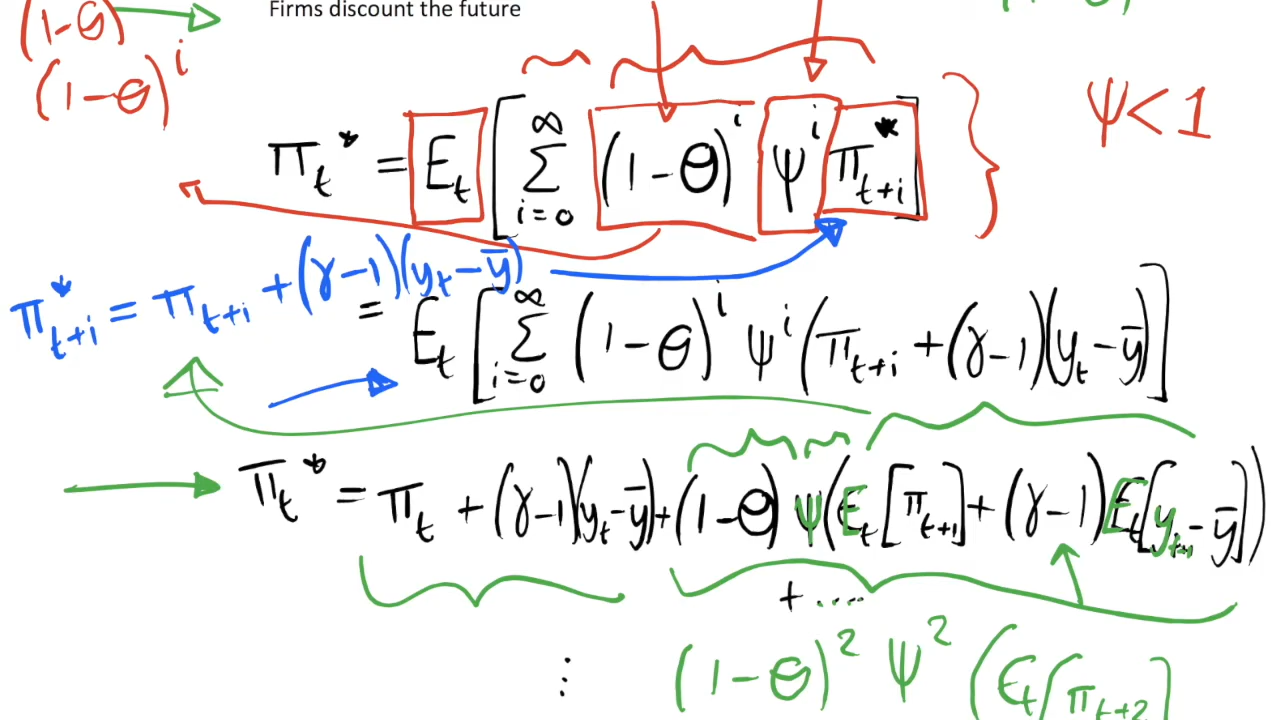 (1-θ)
Firms discount the future
(1-θ)^i
ψ < 1
π_t^* = E_t [ ∑_{i=0}^∞ (1-θ)^i ψ^i π_{t+i}^* ]
π_{t+i}^* = π_{t+i} + (γ-1)(y_t - ȳ)
= E_t [ ∑_{i=0}^∞ (1-θ)^i ψ^i (π_{t+i} + (γ-1)(y_t - ȳ) ]
π_t^* = π_t + (γ-1)(y_t - ȳ) + (1-θ) ψ (E_t [π_{t+1}] + (γ-1) E_t [y_{t+1} - ȳ])
+ ....
⋮ (1-θ)^2 ψ^2 (E_t [π_{t+2}]